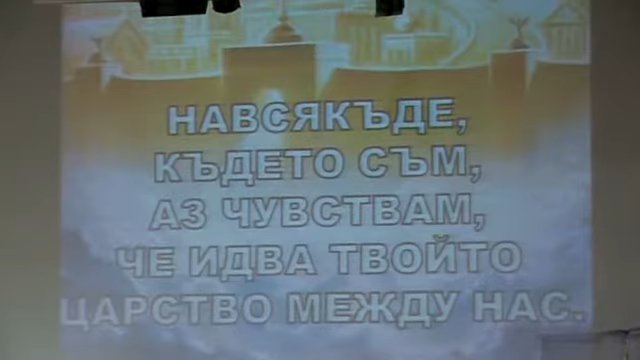 НАВСЯКЪДЕ,
КЪДЕТО СЪМ,
АЗ ЧУВСТВАМ,
ЧЕ ИДВА ТВОЙТО
ЦАРСТВО МЕЖДУ НАС.